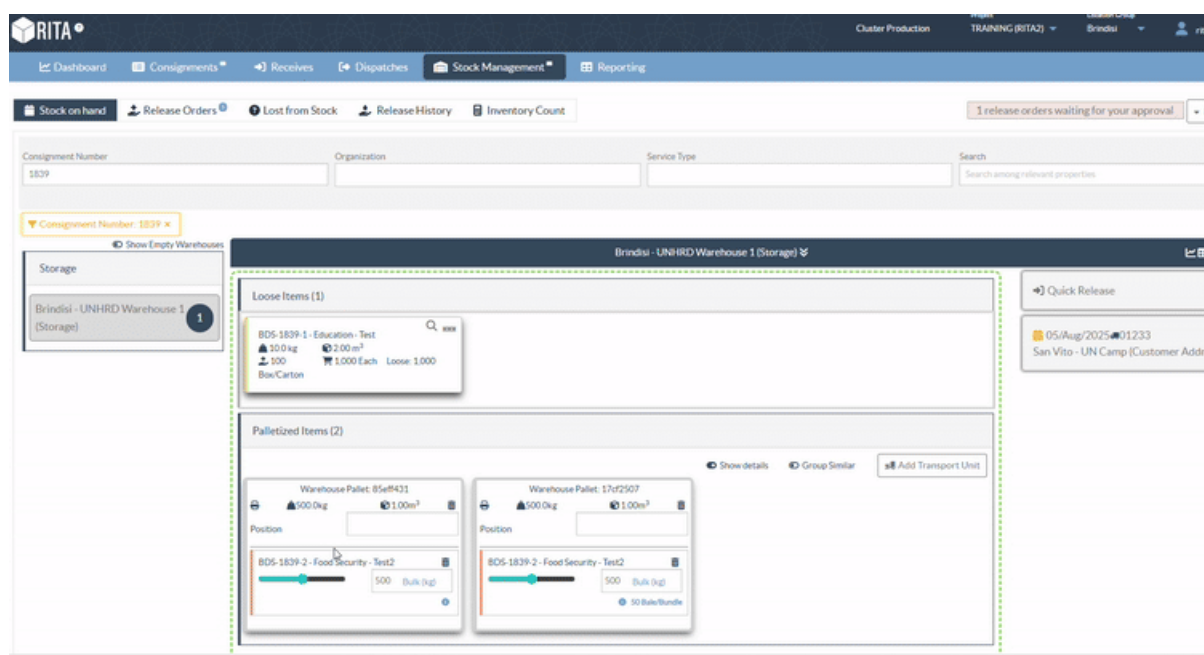 RITA
Cluster Production
Project
TRAINING (RITA2)
Location Group
Brindisi
Dashboard
Consignments
Receives
Dispatches
Stock Management
Reporting
Stock on hand
Release Orders
Lost from Stock
Release History
Inventory Count
1 release orders waiting for your approval
Consignment Number
Organization
Service Type
Search
1839
Search among relevant properties
Consignment Number: 1839 ×
Show Empty Warehouses
Storage
Brindisi - UNHRD Warehouse 1 (Storage)
Brindisi - UNHRD Warehouse 1
(Storage)
1
Loose Items (1)
BDS-1839-1 - Education - Test
10.0 kg 2.00 m³
100 1,000 Each Loose: 1,000
Box/Carton
Quick Release
05/Aug/2025 01233
San Vito - UN Camp (Customer Addr
Palletized Items (2)
Show details
Group Similar
Add Transport Unit
Warehouse Pallet: 85eff431
500.0kg 1.00m³
Position
BDS-1839-2 - Food Security - Test2
500 Bulk (kg)
Warehouse Pallet: 17cf2507
500.0kg 1.00m³
Position
BDS-1839-2 - Food Security - Test2
500 Bulk (kg)
50 Bale/Bundle